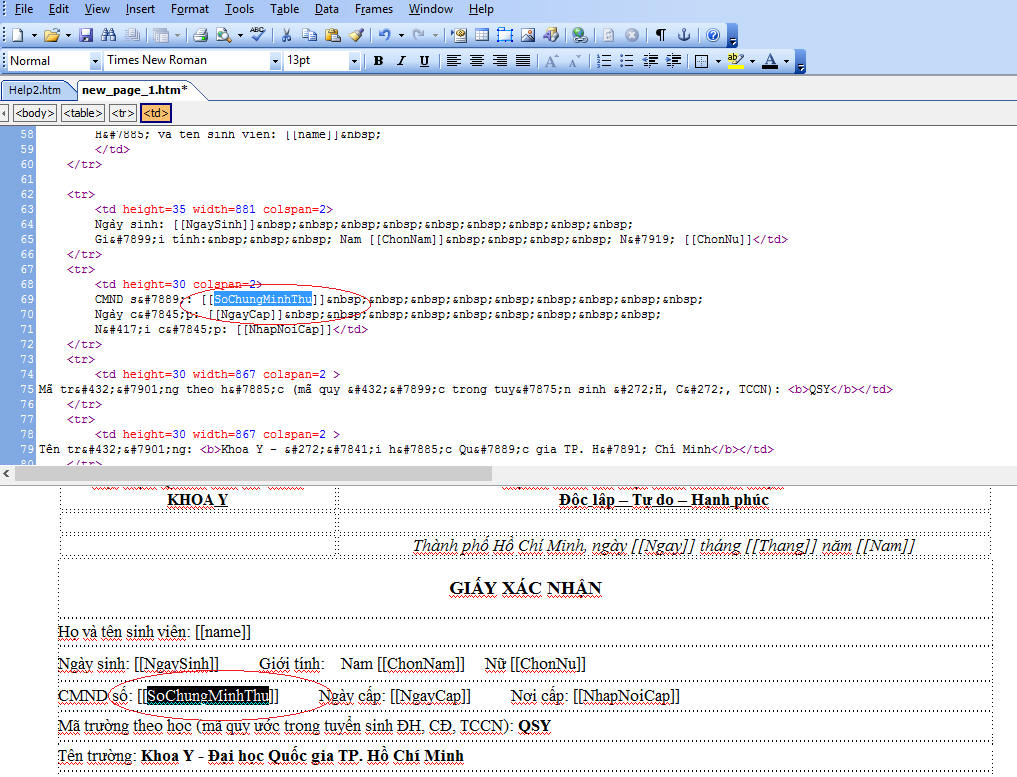 File Edit View Insert Format Tools Table Data Frames Window Help
Normal Times New Roman 13pt B I U
Help2.htm new_page_1.htm*
<body> <table> <tr> <td>
58 H&#7885; và tên sinh viên: [[name]]&nbsp;
59 </td>
60 </tr>
61
62 <tr>
63 <td height=35 width=881 colspan=2>
64 Ngày sinh: [[NgaySinh]]&nbsp;&nbsp;&nbsp;&nbsp;&nbsp;&nbsp;&nbsp;&nbsp;&nbsp;
65 Gi&#7899;i tính:&nbsp;&nbsp;&nbsp; Nam [[ChonNam]]&nbsp;&nbsp;&nbsp;&nbsp; N&#7919; [[ChonNu]]</td>
66 </tr>
67 <tr>
68 <td height=30 colspan=2>
69 CMND s&#7889;: [[SoChungMinhThu]]&nbsp;&nbsp;&nbsp;&nbsp;&nbsp;&nbsp;&nbsp;&nbsp;&nbsp;
70 Ngày c&#7845;p: [[NgayCap]]&nbsp;&nbsp;&nbsp;&nbsp;&nbsp;&nbsp;&nbsp;&nbsp;&nbsp;
71 N&#417;i c&#7845;p: [[NhapNoiCap]]</td>
72 </tr>
73 <tr>
74 <td height=30 width=867 colspan=2 >
75 Mã tr&#432;&#7901;ng theo h&#7885;c (mã quy &#432;&#7899;c trong tuy&#7875;n sinh &#272;H, C&#272;, TCCN): <b>QSY</b></td>
76 </tr>
77 <tr>
78 <td height=30 width=867 colspan=2 >
79 Tên tr&#432;&#7901;ng: <b>Khoa Y - &#272;&#7841;i h&#7885;c Qu&#7889;c gia TP. H&#7891; Chí Minh</b></td>
80 </tr>
KHOA Y Độc lập – Tự do – Hạnh phúc
Thành phố Hồ Chí Minh, ngày [[Ngay]] tháng [[Thang]] năm [[Nam]]
GIẤY XÁC NHẬN
Họ và tên sinh viên: [[name]]
Ngày sinh: [[NgaySinh]] Giới tính: Nam [[ChonNam]] Nữ [[ChonNu]]
CMND số: [[SoChungMinhThu]] Ngày cấp: [[NgayCap]] Nơi cấp: [[NhapNoiCap]]
Mã trường theo học (mã quy ước trong tuyển sinh ĐH, CĐ, TCCN): QSY
Tên trường: Khoa Y - Đại học Quốc gia TP. Hồ Chí Minh